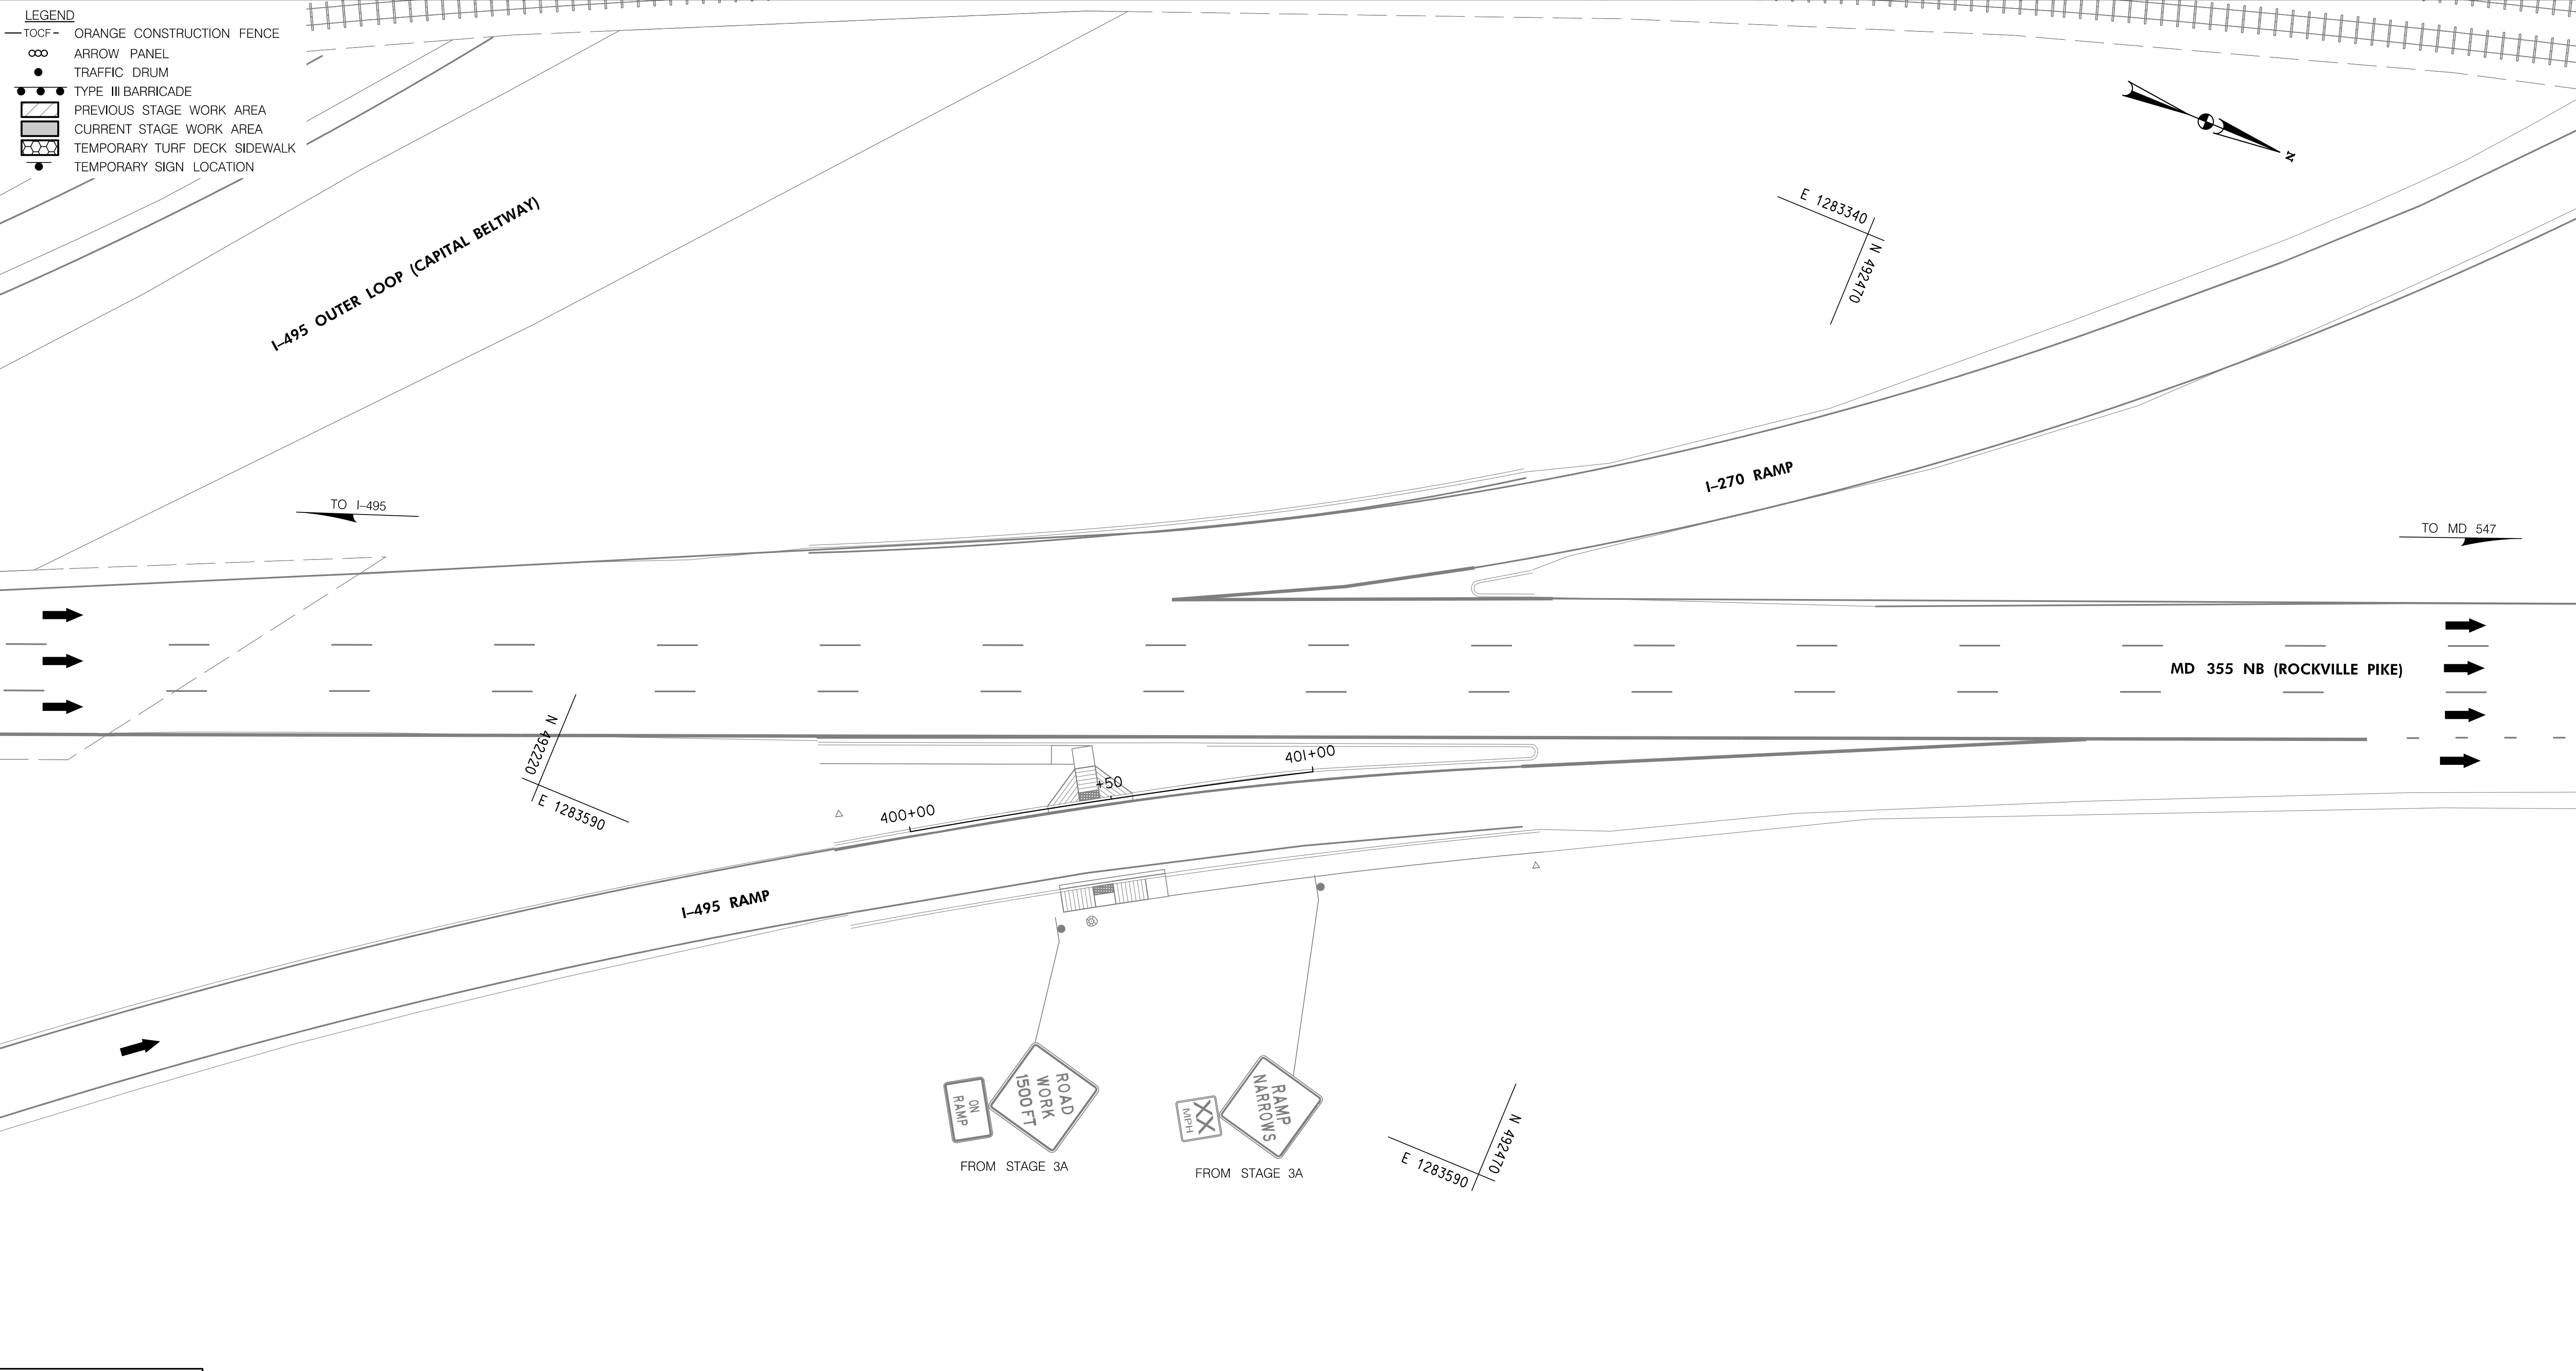 LEGEND
TOCF ORANGE CONSTRUCTION FENCE
ARROW PANEL
TRAFFIC DRUM
TYPE III BARRICADE
PREVIOUS STAGE WORK AREA
CURRENT STAGE WORK AREA
TEMPORARY TURF DECK SIDEWALK
TEMPORARY SIGN LOCATION
N
E 1283340
N 492470
I-495 OUTER LOOP (CAPITAL BELTWAY)
I-270 RAMP
TO I-495
TO MD 547
MD 355 NB (ROCKVILLE PIKE)
N 492220
E 1283590
400+00
+50
401+00
I-495 RAMP
ROAD
WORK
1500 FT
ON
RAMP
FROM STAGE 3A
RAMP
NARROWS
XX
MPH
FROM STAGE 3A
N 492470
E 1283590